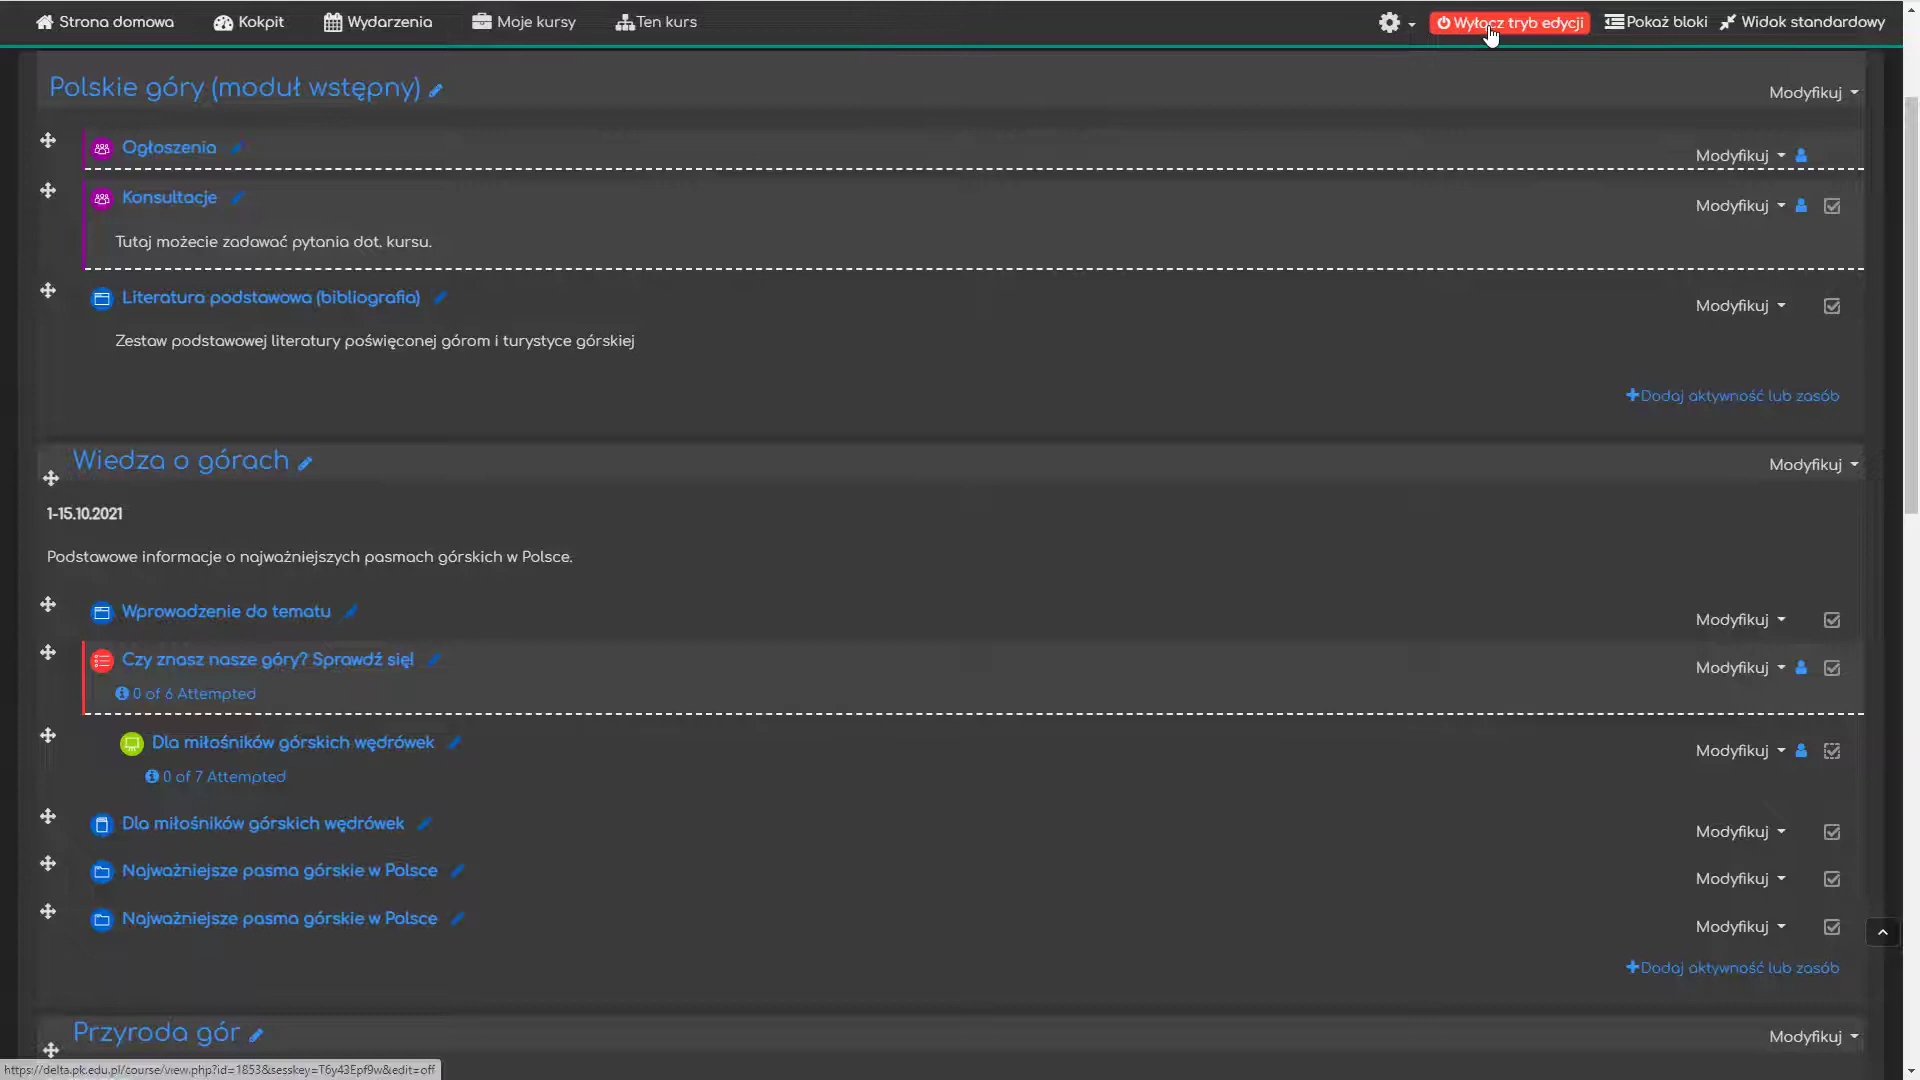 Strona domowa Kokpit Wydarzenia Moje kursy Ten kurs Wyłącz tryb edycji Pokaż bloki Widok standardowy
Polskie góry (moduł wstępny) Modyfikuj
Ogłoszenia Modyfikuj
Konsultacje Modyfikuj
Tutaj możecie zadawać pytania dot. kursu.
Literatura podstawowa (bibliografia) Modyfikuj
Zestaw podstawowej literatury poświęconej górom i turystyce górskiej
Dodaj aktywność lub zasób
Wiedza o górach Modyfikuj
1-15.10.2021
Podstawowe informacje o najważniejszych pasmach górskich w Polsce.
Wprowadzenie do tematu Modyfikuj
Czy znasz nasze góry? Sprawdź się! Modyfikuj
0 of 6 Attempted
Dla miłośników górskich wędrówek Modyfikuj
0 of 7 Attempted
Dla miłośników górskich wędrówek Modyfikuj
Najważniejsze pasma górskie w Polsce Modyfikuj
Najważniejsze pasma górskie w Polsce Modyfikuj
Dodaj aktywność lub zasób
Przyroda gór Modyfikuj
https://delta.pk.edu.pl/course/view.php?id=1853&sesskey=T6y43Epf9w&edit=off